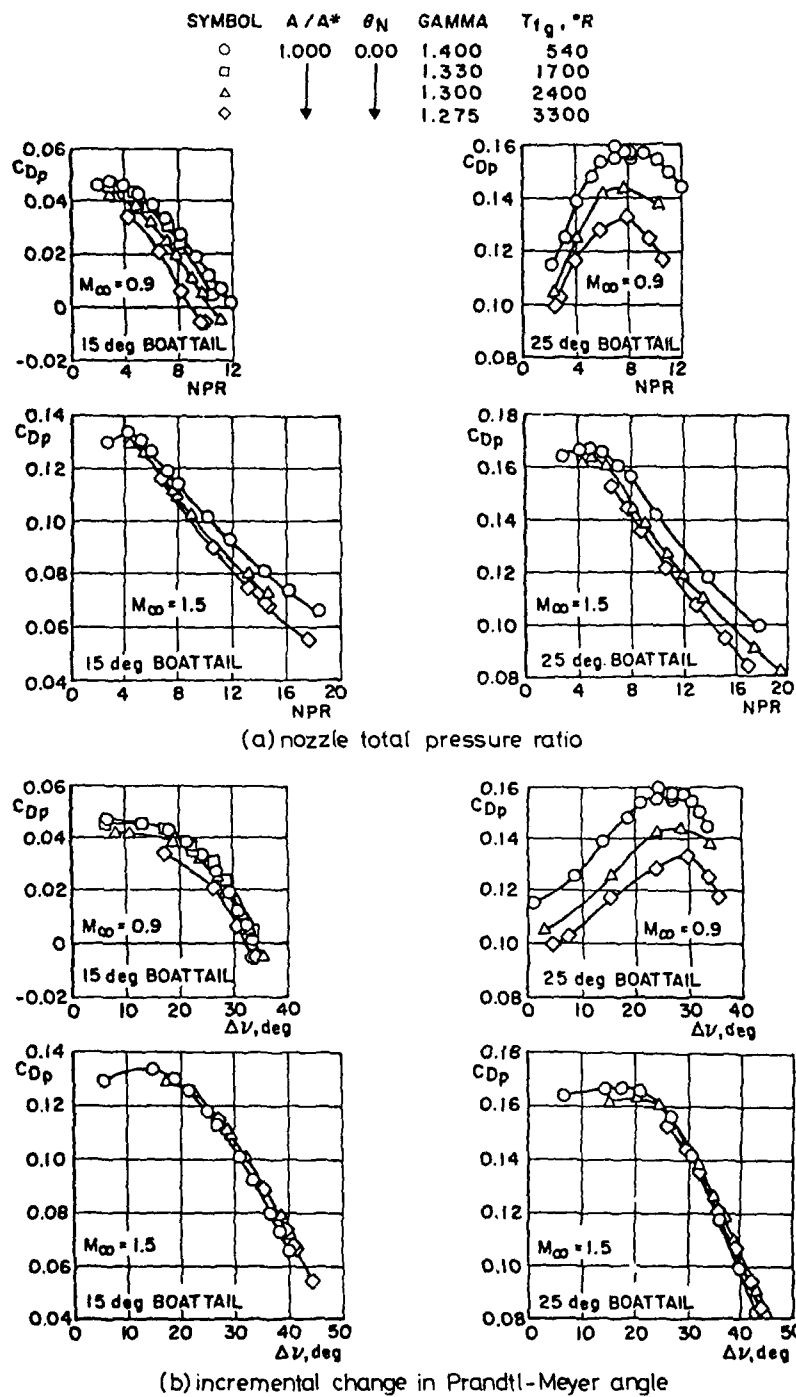 SYMBOL A/A* θN GAMMA Tfg, °R
1.000 0.00 1.400 540
1.330 1700
1.300 2400
1.275 3300
0.06
CDp
0.04
0.02
0
-0.02
M∞ = 0.9
15 deg BOATTAIL
0 4 8 12
NPR
0.16
CDp
0.14
0.12
0.10
0.08
M∞ = 0.9
25 deg BOATTAIL
0 4 8 12
NPR
0.14
CDp
0.12
0.10
0.08
0.06
0.04
M∞ = 1.5
15 deg BOATTAIL
0 4 8 12 16 20
NPR
0.18
CDp
0.16
0.14
0.12
0.10
0.08
M∞ = 1.5
25 deg. BOATTAIL
0 4 8 12 16 20
NPR
(a) nozzle total pressure ratio
0.06
CDp
0.04
0.02
0
-0.02
M∞ = 0.9
15 deg BOATTAIL
0 10 20 30 40
Δν, deg
0.16
CDp
0.14
0.12
0.10
0.08
M∞ = 0.9
25 deg BOATTAIL
0 10 20 30 40
Δν, deg
0.14
CDp
0.12
0.10
0.08
0.06
0.04
M∞ = 1.5
15 deg BOATTAIL
0 10 20 30 40 50
Δν, deg
0.18
CDp
0.16
0.14
0.12
0.10
0.08
M∞ = 1.5
25 deg BOATTAIL
0 10 20 30 40 50
Δν, deg
(b) incremental change in Prandtl-Meyer angle